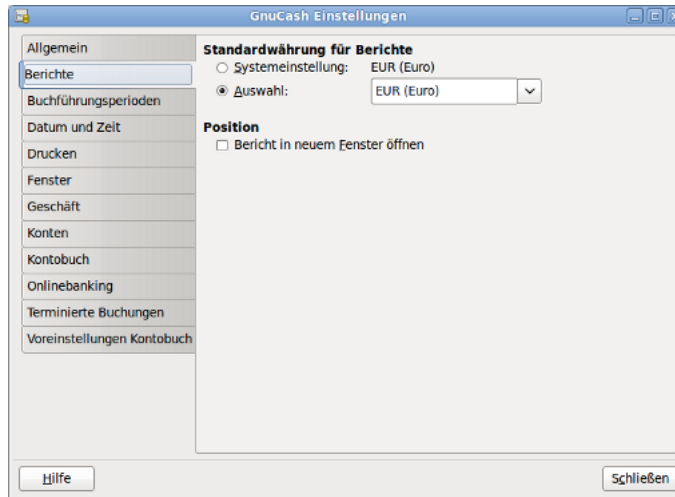 GnuCash Einstellungen
Allgemein
Berichte
Buchführungsperioden
Datum und Zeit
Drucken
Fenster
Geschäft
Konten
Kontobuch
Onlinebanking
Terminierte Buchungen
Voreinstellungen Kontobuch
Standardwährung für Berichte
Systemeinstellung: EUR (Euro)
Auswahl: EUR (Euro)
Position
Bericht in neuem Fenster öffnen
Hilfe
Schließen